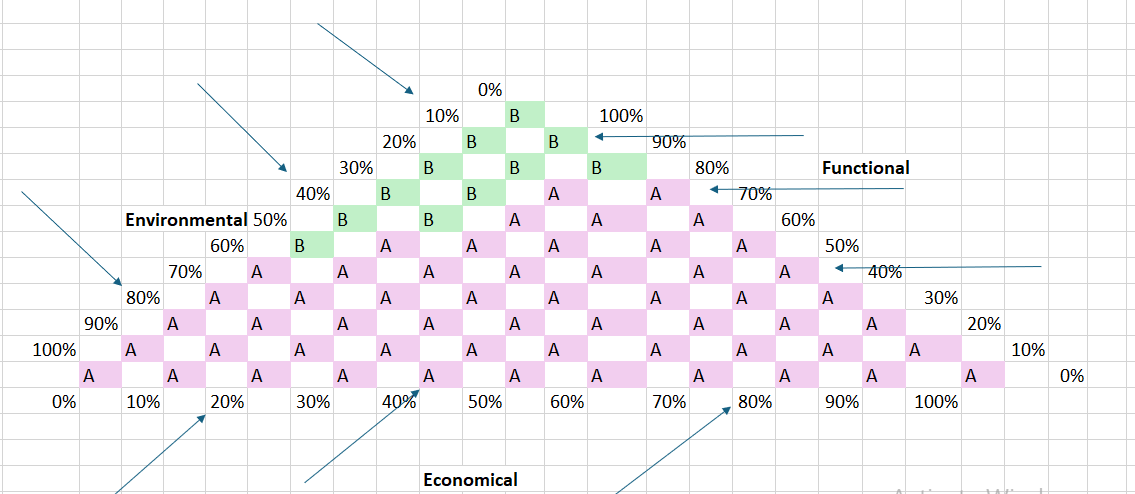 0%
10% B 100%
20% B B 90%
30% B B B 80% Functional
40% B B A A 70%
Environmental 50% B B A A A 60%
60% B A A A A A 50%
70% A A A A A A A 40%
80% A A A A A A A A 30%
90% A A A A A A A A A 20%
100% A A A A A A A A A A 10%
A A A A A A A A A A A 0%
0% 10% 20% 30% 40% 50% 60% 70% 80% 90% 100%
Economical